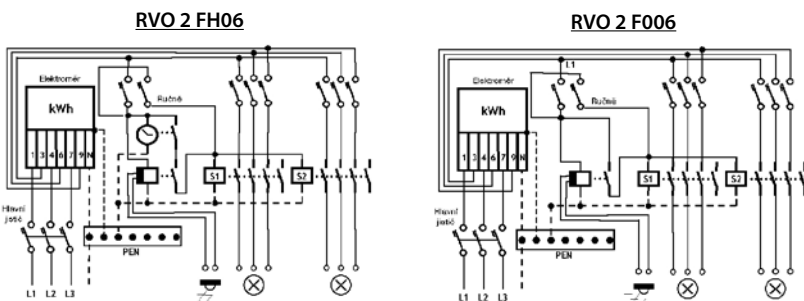 RVO 2 FH06
Elektroměr
kWh
Ručně
1 3 4 6 7 9 N
S1
S2
Hlavní
jistič
PEN
L1 L2 L3
RVO 2 F006
L1
Elektroměr
kWh
Ručně
1 3 4 6 7 9 N
S1
S2
Hlavní
jistič
PEN
L1 L2 L3